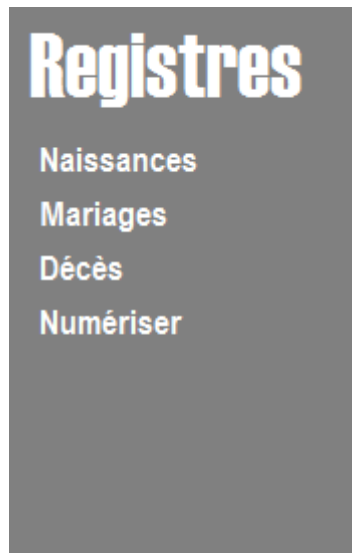 Registres
Naissances
Mariages
Décès
Numériser